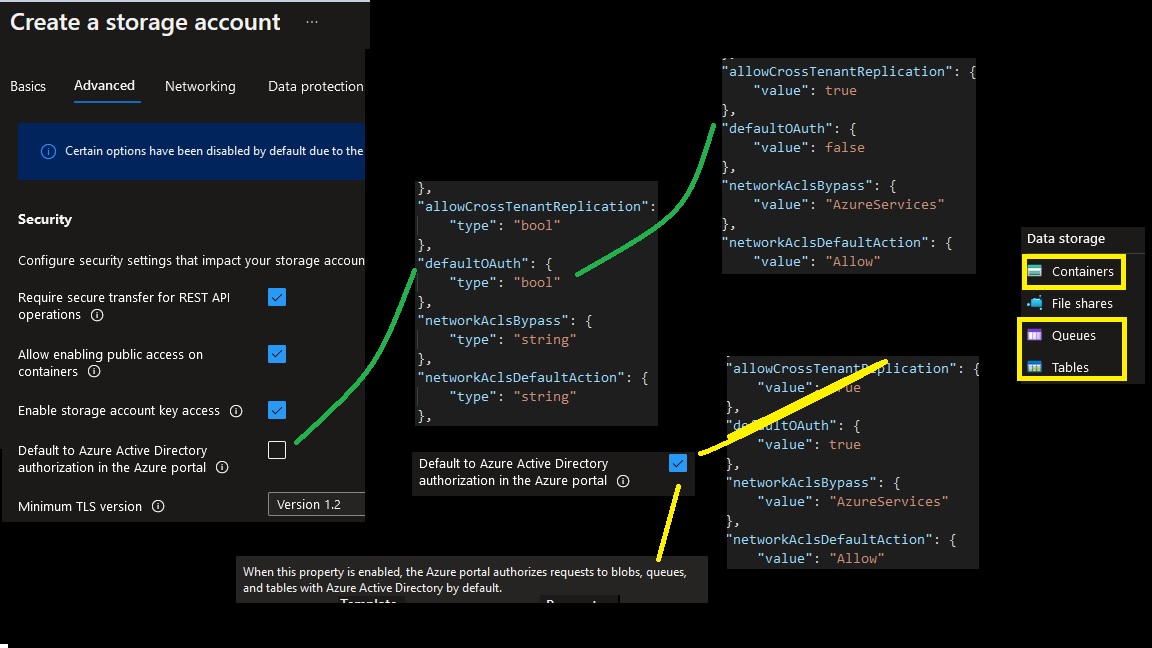 Create a storage account ...
Basics Advanced Networking Data protection
Certain options have been disabled by default due to the
Security
Configure security settings that impact your storage accoun
Require secure transfer for REST API
operations
Allow enabling public access on
containers
Enable storage account key access
Default to Azure Active Directory
authorization in the Azure portal
Minimum TLS version
Version 1.2
},
"allowCrossTenantReplication":
"type": "bool"
},
"defaultOAuth": {
"type": "bool"
},
"networkAclsBypass": {
"type": "string"
},
"networkAclsDefaultAction": {
"type": "string"
},
"allowCrossTenantReplication": {
"value": true
},
"defaultOAuth": {
"value": false
},
"networkAclsBypass": {
"value": "AzureServices"
},
"networkAclsDefaultAction": {
"value": "Allow"
Default to Azure Active Directory
authorization in the Azure portal
"allowCrossTenantReplication": {
"value": true
},
"defaultOAuth": {
"value": true
},
"networkAclsBypass": {
"value": "AzureServices"
},
"networkAclsDefaultAction": {
"value": "Allow"
When this property is enabled, the Azure portal authorizes requests to blobs, queues,
and tables with Azure Active Directory by default.
Template
Data storage
Containers
File shares
Queues
Tables